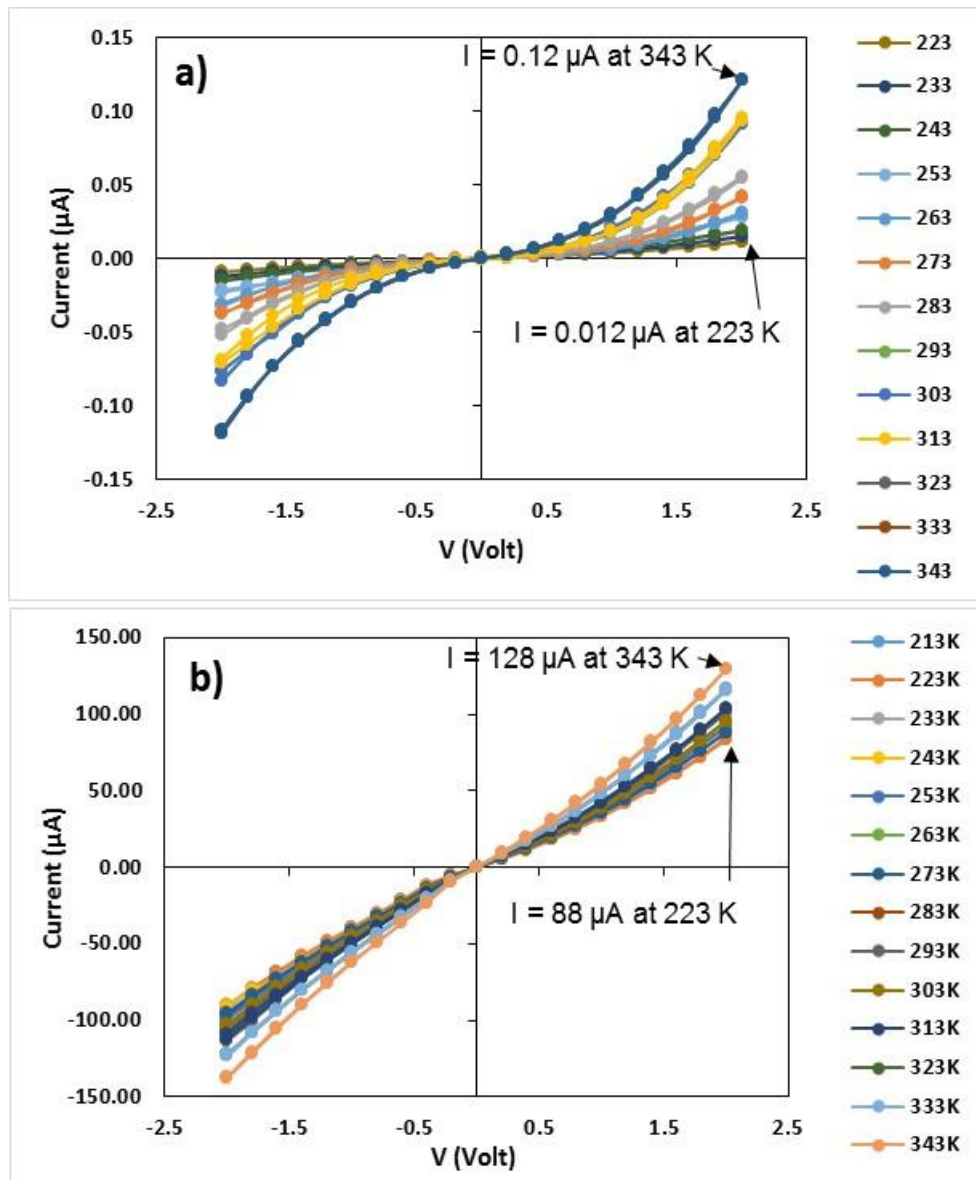 a)
I = 0.12 µA at 343 K
0.15
0.10
0.05
0.00
-0.05
-0.10
-0.15
Current (µA)
I = 0.012 µA at 223 K
-2.5 -1.5 -0.5 0.5 1.5 2.5
V (Volt)
223
233
243
253
263
273
283
293
303
313
323
333
343
b)
I = 128 µA at 343 K
150.00
100.00
50.00
0.00
-50.00
-100.00
-150.00
Current (µA)
I = 88 µA at 223 K
-2.5 -1.5 -0.5 0.5 1.5 2.5
V (Volt)
213K
223K
233K
243K
253K
263K
273K
283K
293K
303K
313K
323K
333K
343K